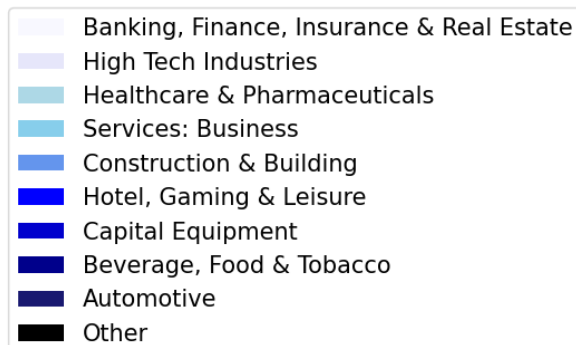 Banking, Finance, Insurance & Real Estate
High Tech Industries
Healthcare & Pharmaceuticals
Services: Business
Construction & Building
Hotel, Gaming & Leisure
Capital Equipment
Beverage, Food & Tobacco
Automotive
Other